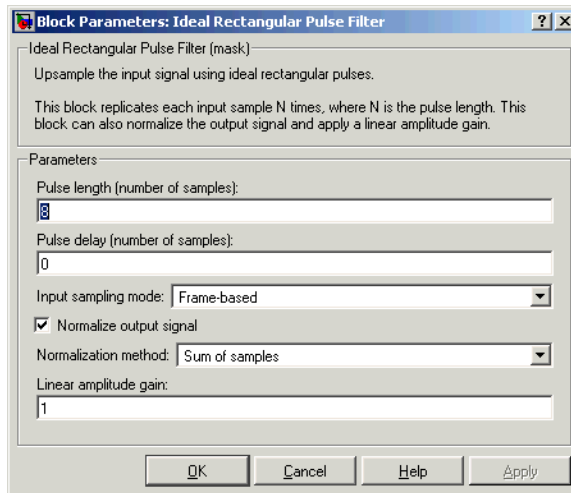 Block Parameters: Ideal Rectangular Pulse Filter
Ideal Rectangular Pulse Filter (mask)
Upsample the input signal using ideal rectangular pulses.
This block replicates each input sample N times, where N is the pulse length. This
block can also normalize the output signal and apply a linear amplitude gain.
Parameters
Pulse length (number of samples):
8
Pulse delay (number of samples):
0
Input sampling mode: Frame-based
Normalize output signal
Normalization method: Sum of samples
Linear amplitude gain:
1
OK Cancel Help Apply